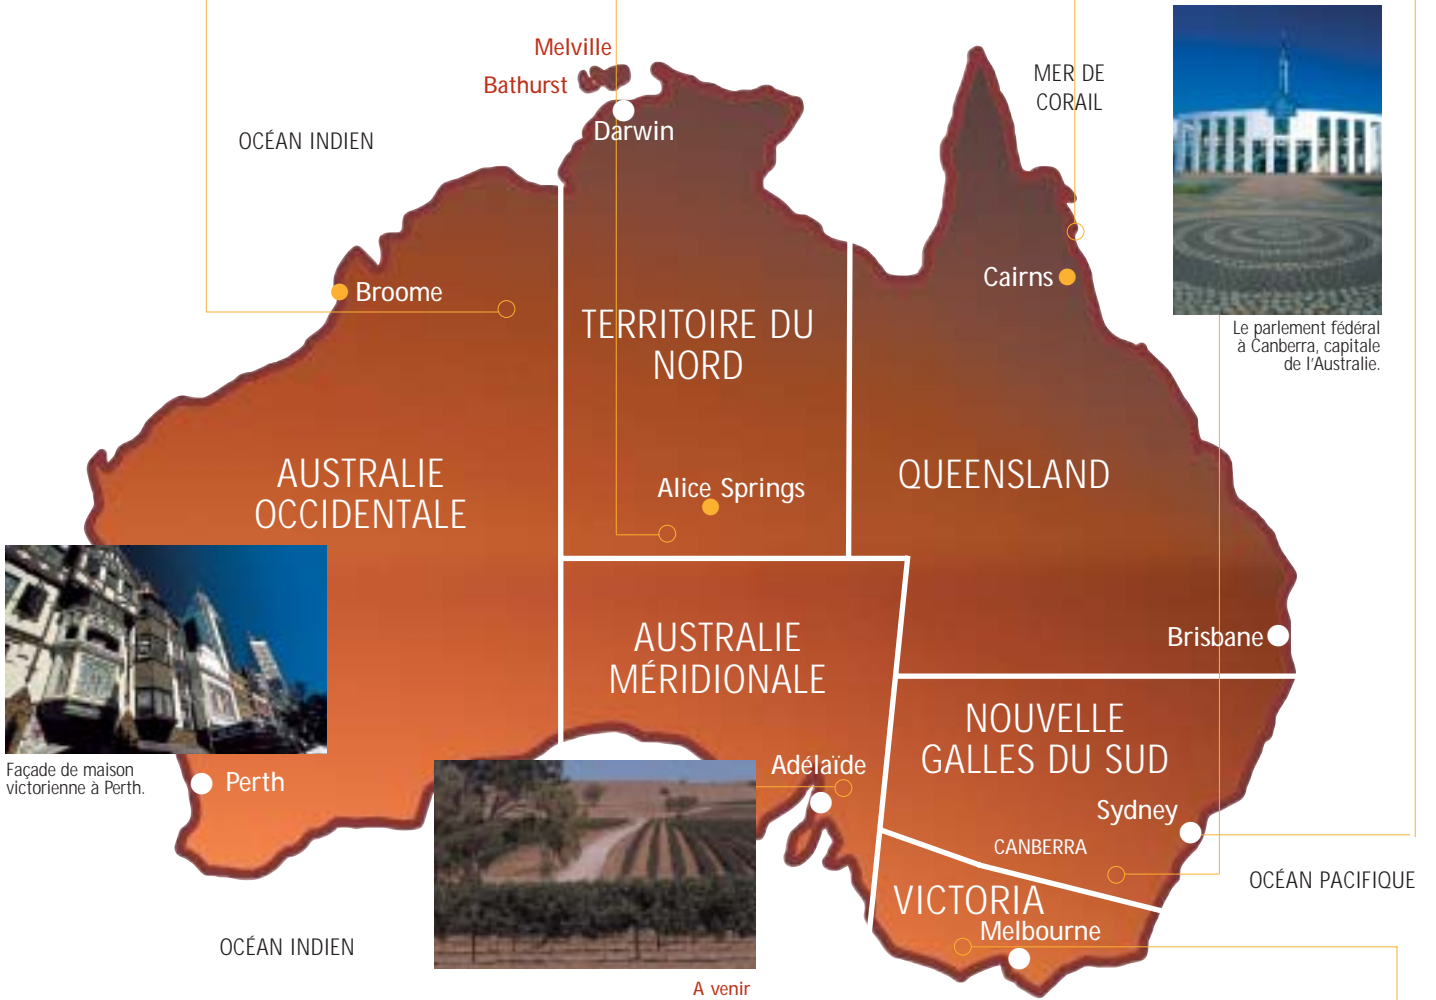 Melville
Bathurst
Darwin
MER DE
CORAIL
OCÉAN INDIEN
Broome
Cairns
TERRITOIRE DU
NORD
Le parlement fédéral
à Canberra, capitale
de l'Australie.
AUSTRALIE
OCCIDENTALE
Alice Springs
QUEENSLAND
AUSTRALIE
MÉRIDIONALE
Brisbane
NOUVELLE
GALLES DU SUD
Façade de maison
victorienne à Perth.
Perth
Adélaïde
Sydney
CANBERRA
OCÉAN PACIFIQUE
VICTORIA
Melbourne
OCÉAN INDIEN
A venir